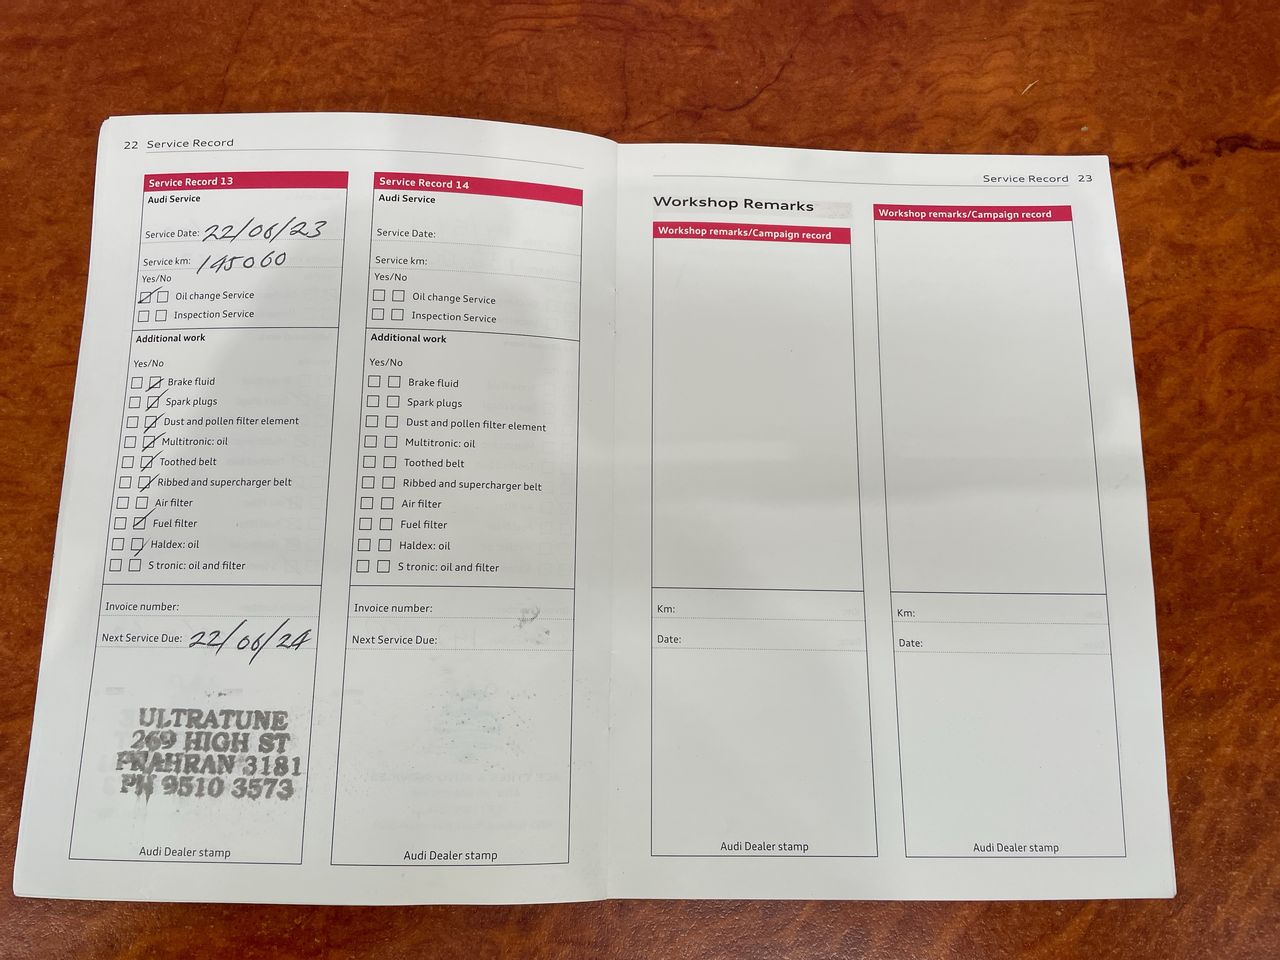 22 Service Record
Service Record 13
Audi Service
Service Date: 22/06/23
Service km: 145060
Yes/No
Oil change Service
Inspection Service
Additional work
Yes/No
Brake fluid
Spark plugs
Dust and pollen filter element
Multitronic: oil
Toothed belt
Ribbed and supercharger belt
Air filter
Fuel filter
Haldex: oil
S tronic: oil and filter
Invoice number:
Next Service Due: 22/06/24
ULTRATUNE
269 HIGH ST
PRAHRAN 3181
PH 9510 3573
Audi Dealer stamp
Service Record 14
Audi Service
Service Date:
Service km:
Yes/No
Oil change Service
Inspection Service
Additional work
Yes/No
Brake fluid
Spark plugs
Dust and pollen filter element
Multitronic: oil
Toothed belt
Ribbed and supercharger belt
Air filter
Fuel filter
Haldex: oil
S tronic: oil and filter
Invoice number:
Next Service Due:
Audi Dealer stamp
Service Record 23
Workshop Remarks
Workshop remarks/Campaign record
Km:
Date:
Audi Dealer stamp
Workshop remarks/Campaign record
Km:
Date:
Audi Dealer stamp